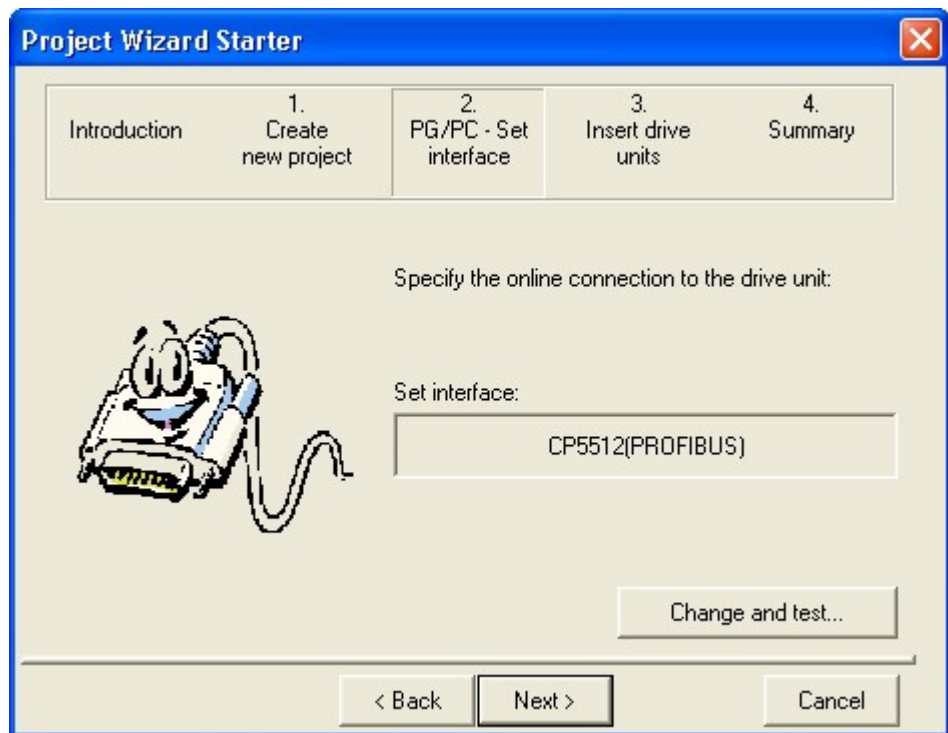 Project Wizard Starter
Introduction
1.
Create
new project
2.
PG/PC - Set
interface
3.
Insert drive
units
4.
Summary
Specify the online connection to the drive unit:
Set interface:
CP5512(PROFIBUS)
Change and test...
< Back
Next >
Cancel